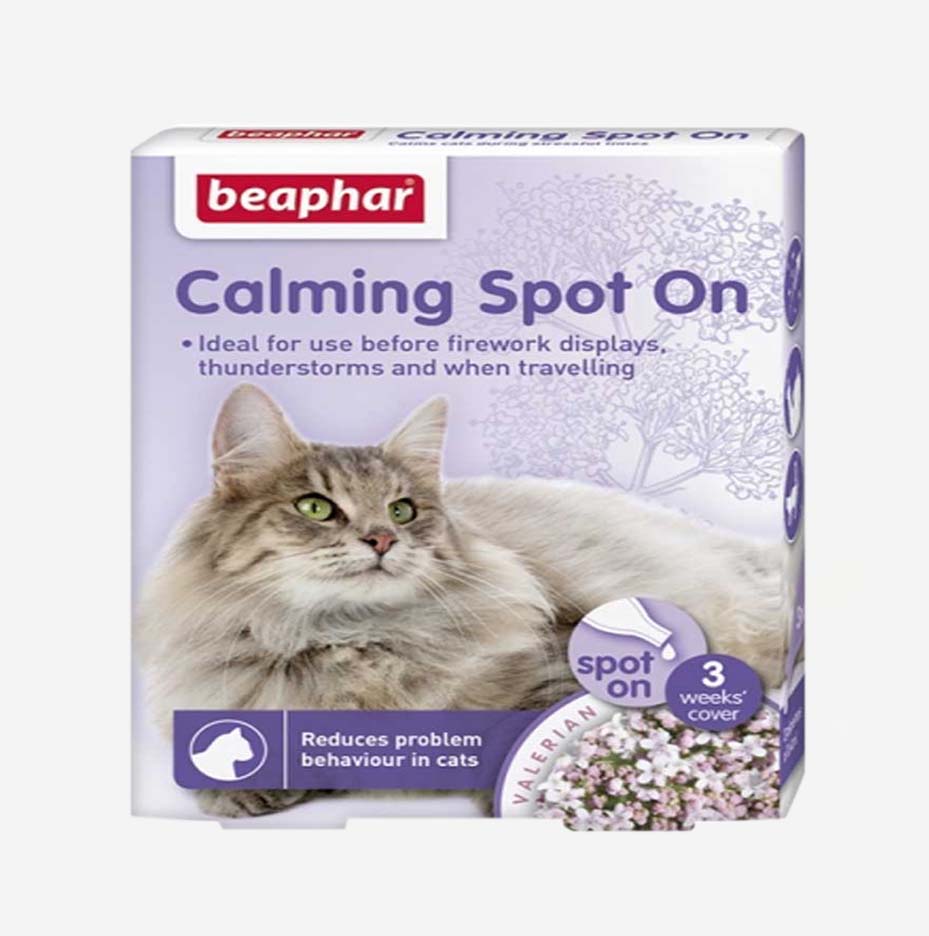 beaphar Calming Spot On
Calms cats during stressful times
beaphar®
Calming Spot On
• Ideal for use before firework displays,
thunderstorms and when travelling
spot
on
3
weeks'
cover
VALERIAN
Reduces problem
behaviour in cats